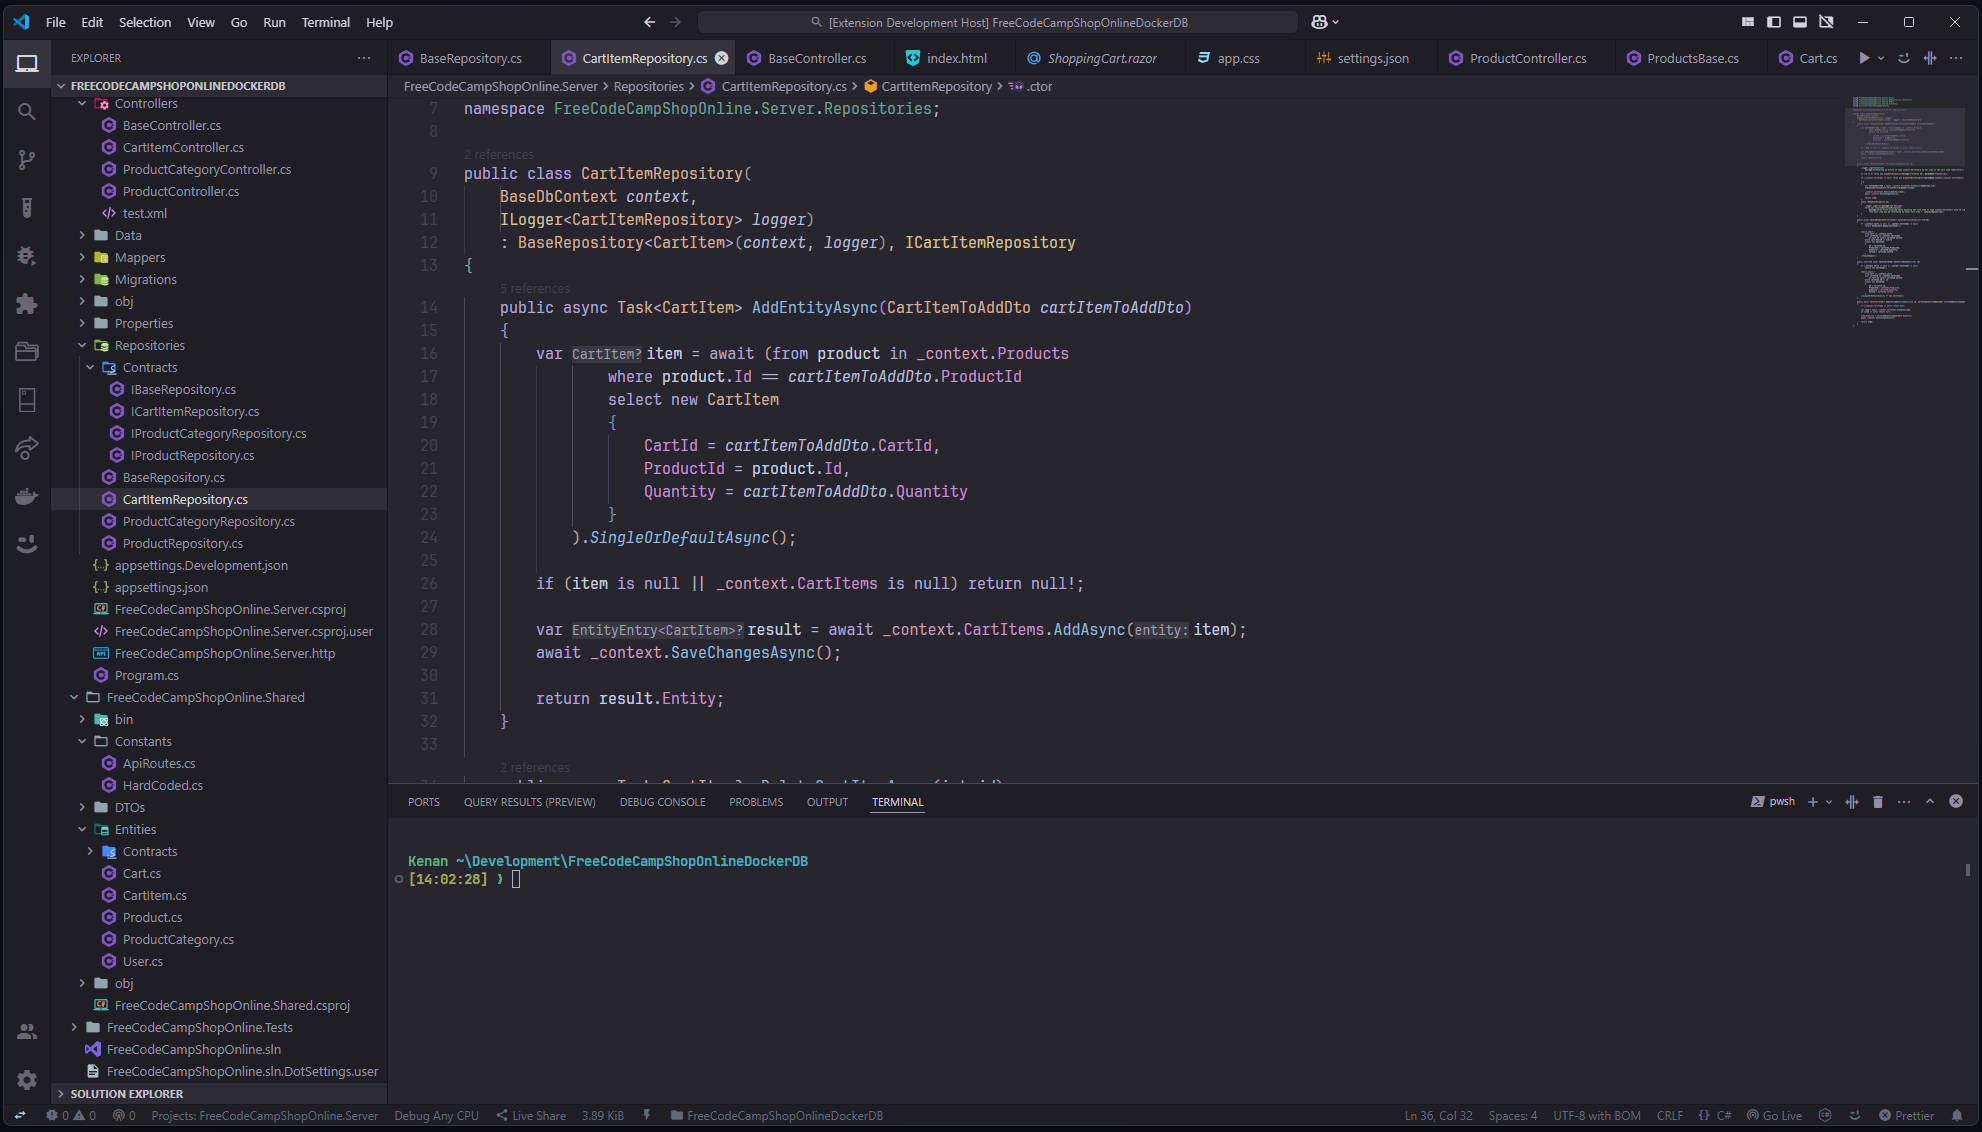 File Edit Selection View Go Run Terminal Help
[Extension Development Host] FreeCodeCampShopOnlineDockerDB
EXPLORER
FREECODECAMPSHOPONLINEDOCKERDB
Controllers
BaseController.cs
CartItemController.cs
ProductCategoryController.cs
ProductController.cs
test.xml
Data
Mappers
Migrations
obj
Properties
Repositories
Contracts
IBaseRepository.cs
ICartItemRepository.cs
IProductCategoryRepository.cs
IProductRepository.cs
BaseRepository.cs
CartItemRepository.cs
ProductCategoryRepository.cs
ProductRepository.cs
appsettings.Development.json
appsettings.json
FreeCodeCampShopOnline.Server.csproj
FreeCodeCampShopOnline.Server.csproj.user
FreeCodeCampShopOnline.Server.http
Program.cs
FreeCodeCampShopOnline.Shared
bin
Constants
ApiRoutes.cs
HardCoded.cs
DTOs
Entities
Contracts
Cart.cs
CartItem.cs
Product.cs
ProductCategory.cs
User.cs
obj
FreeCodeCampShopOnline.Shared.csproj
FreeCodeCampShopOnline.Tests
FreeCodeCampShopOnline.sln
FreeCodeCampShopOnline.sln.DotSettings.user
SOLUTION EXPLORER
BaseRepository.cs CartItemRepository.cs BaseController.cs index.html ShoppingCart.razor app.css settings.json ProductController.cs ProductsBase.cs Cart.cs
FreeCodeCampShopOnline.Server > Repositories > CartItemRepository.cs > CartItemRepository > .ctor
7 namespace FreeCodeCampShopOnline.Server.Repositories;
8
2 references
9 public class CartItemRepository(
10 BaseDbContext context,
11 ILogger<CartItemRepository> logger)
12 : BaseRepository<CartItem>(context, logger), ICartItemRepository
13 {
5 references
14 public async Task<CartItem> AddEntityAsync(CartItemToAddDto cartItemToAddDto)
15 {
16 var CartItem? item = await (from product in _context.Products
17 where product.Id == cartItemToAddDto.ProductId
18 select new CartItem
19 {
20 CartId = cartItemToAddDto.CartId,
21 ProductId = product.Id,
22 Quantity = cartItemToAddDto.Quantity
23 }
24 ).SingleOrDefaultAsync();
25
26 if (item is null || _context.CartItems is null) return null!;
27
28 var EntityEntry<CartItem>? result = await _context.CartItems.AddAsync(entity: item);
29 await _context.SaveChangesAsync();
30
31 return result.Entity;
32 }
33
2 references
PORTS QUERY RESULTS (PREVIEW) DEBUG CONSOLE PROBLEMS OUTPUT TERMINAL pwsh
Kenan ~\Development\FreeCodeCampShopOnlineDockerDB
[14:02:28] ❯
0 0 0 Projects: FreeCodeCampShopOnline.Server Debug Any CPU Live Share 3.89 KiB FreeCodeCampShopOnlineDockerDB Ln 36, Col 32 Spaces: 4 UTF-8 with BOM CRLF {} C# Go Live Prettier